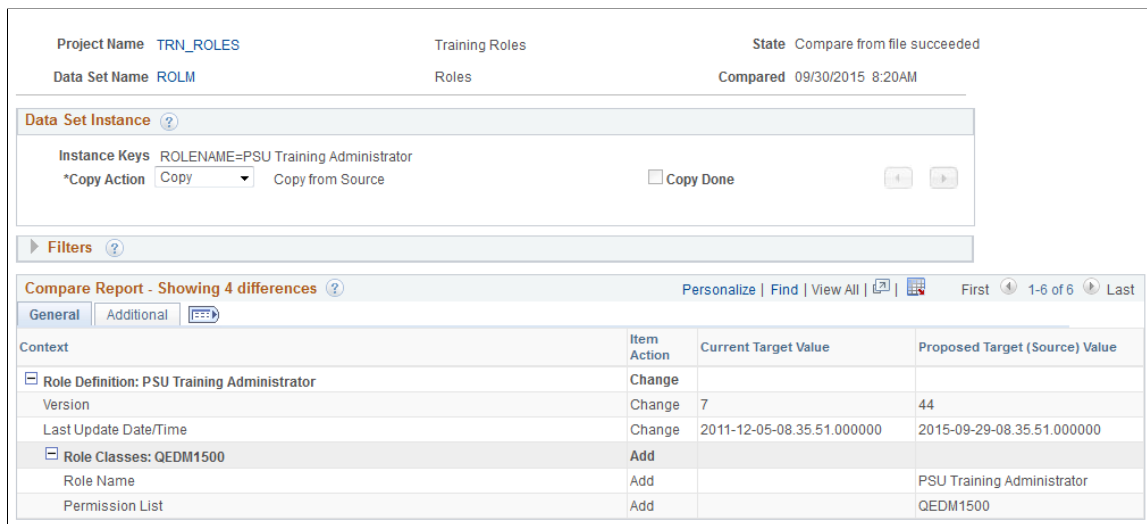 Project Name TRN_ROLES Training Roles State Compare from file succeeded
Data Set Name ROLM Roles Compared 09/30/2015 8:20AM
Data Set Instance ?
Instance Keys ROLENAME=PSU Training Administrator
*Copy Action Copy Copy from Source Copy Done
Filters ?
Compare Report - Showing 4 differences ? Personalize | Find | View All | | First 1-6 of 6 Last
General Additional
Context Item Action Current Target Value Proposed Target (Source) Value
Role Definition: PSU Training Administrator Change
Version Change 7 44
Last Update Date/Time Change 2011-12-05-08.35.51.000000 2015-09-29-08.35.51.000000
Role Classes: QEDM1500 Add
Role Name Add PSU Training Administrator
Permission List Add QEDM1500